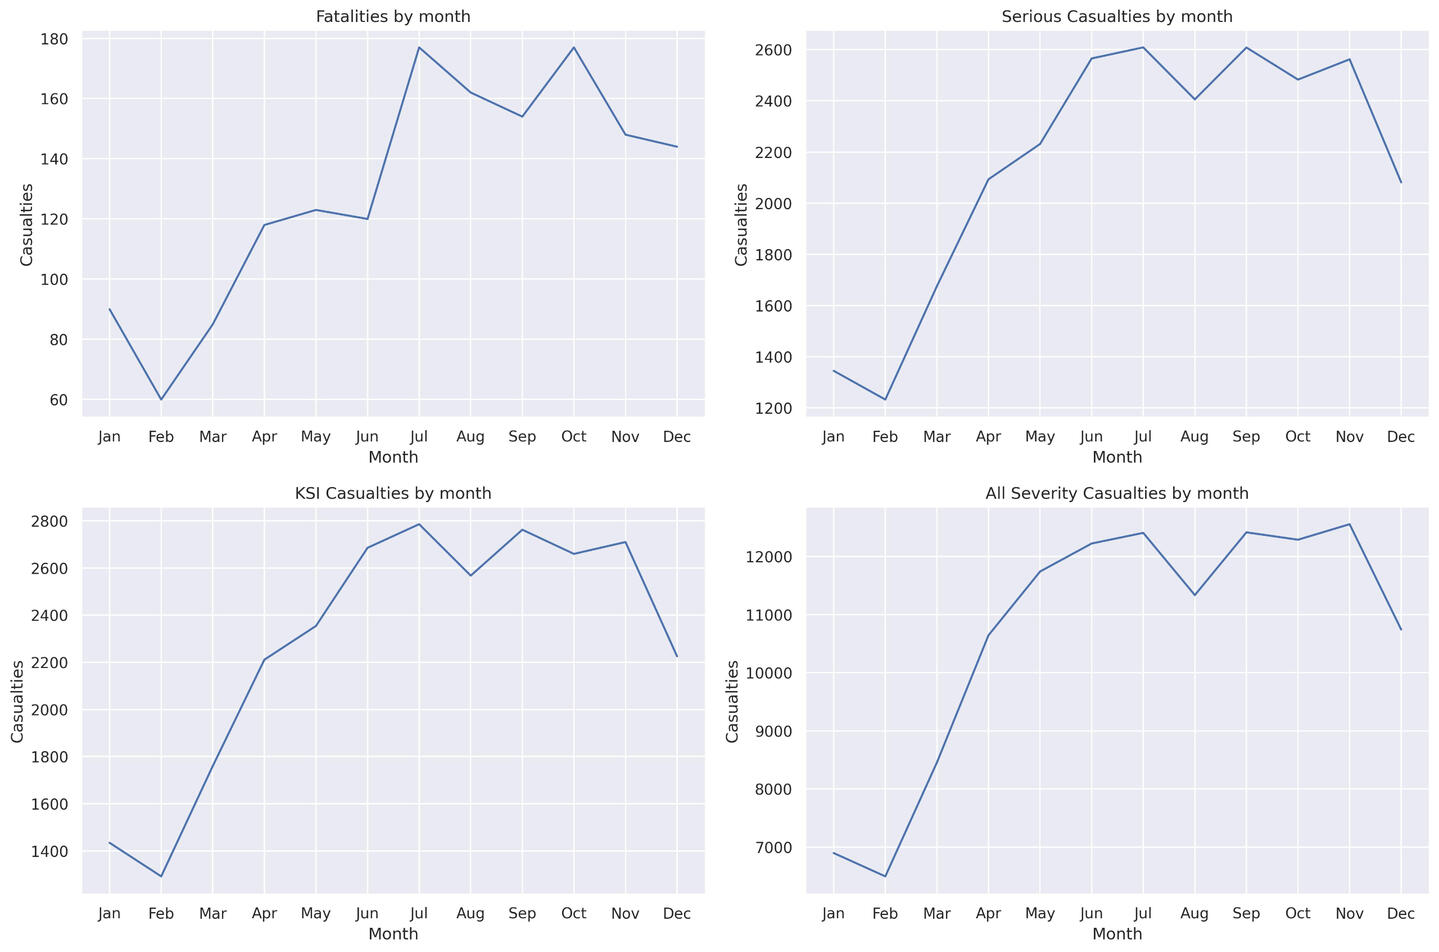 Fatalities by month
180
160
140
120
100
80
60
Casualties
Jan Feb Mar Apr May Jun Jul Aug Sep Oct Nov Dec
Month
Serious Casualties by month
2600
2400
2200
2000
1800
1600
1400
1200
Casualties
Jan Feb Mar Apr May Jun Jul Aug Sep Oct Nov Dec
Month
KSI Casualties by month
2800
2600
2400
2200
2000
1800
1600
1400
Casualties
Jan Feb Mar Apr May Jun Jul Aug Sep Oct Nov Dec
Month
All Severity Casualties by month
12000
11000
10000
9000
8000
7000
Casualties
Jan Feb Mar Apr May Jun Jul Aug Sep Oct Nov Dec
Month